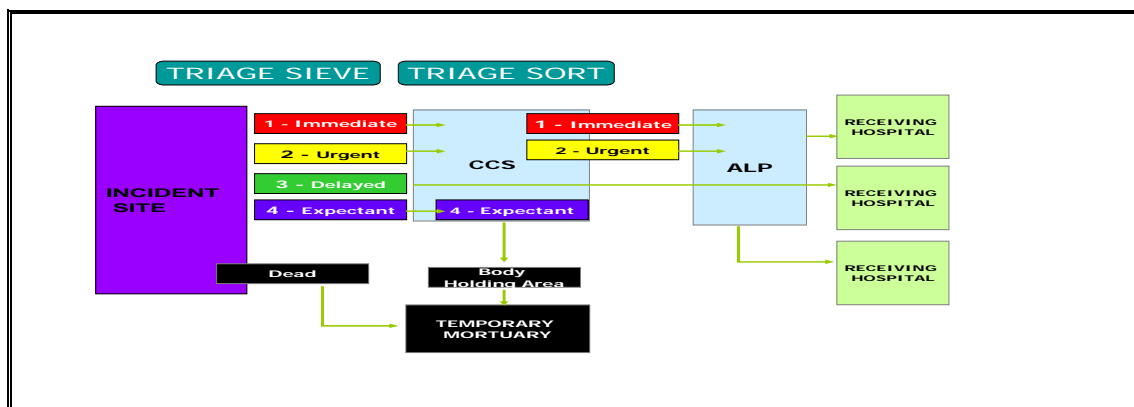 TRIAGE SIEVE
TRIAGE SORT
INCIDENT
SITE
1 - Immediate
2 - Urgent
3 - Delayed
4 - Expectant
Dead
CCS
1 - Immediate
2 - Urgent
4 - Expectant
Body
Holding Area
TEMPORARY
MORTUARY
ALP
RECEIVING
HOSPITAL
RECEIVING
HOSPITAL
RECEIVING
HOSPITAL